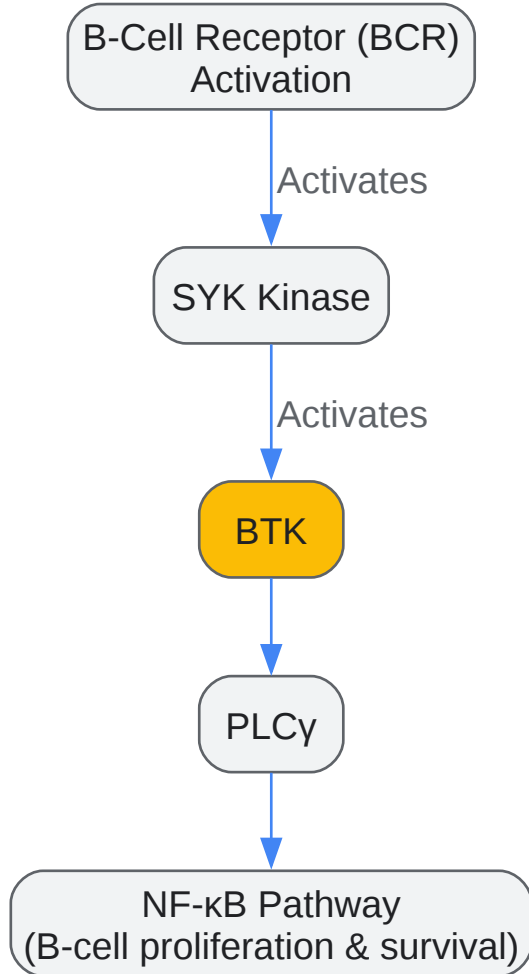 B-Cell Receptor (BCR)
Activation
Activates
SYK Kinase
Activates
BTK
PLCγ
NF-κB Pathway
(B-cell proliferation & survival)